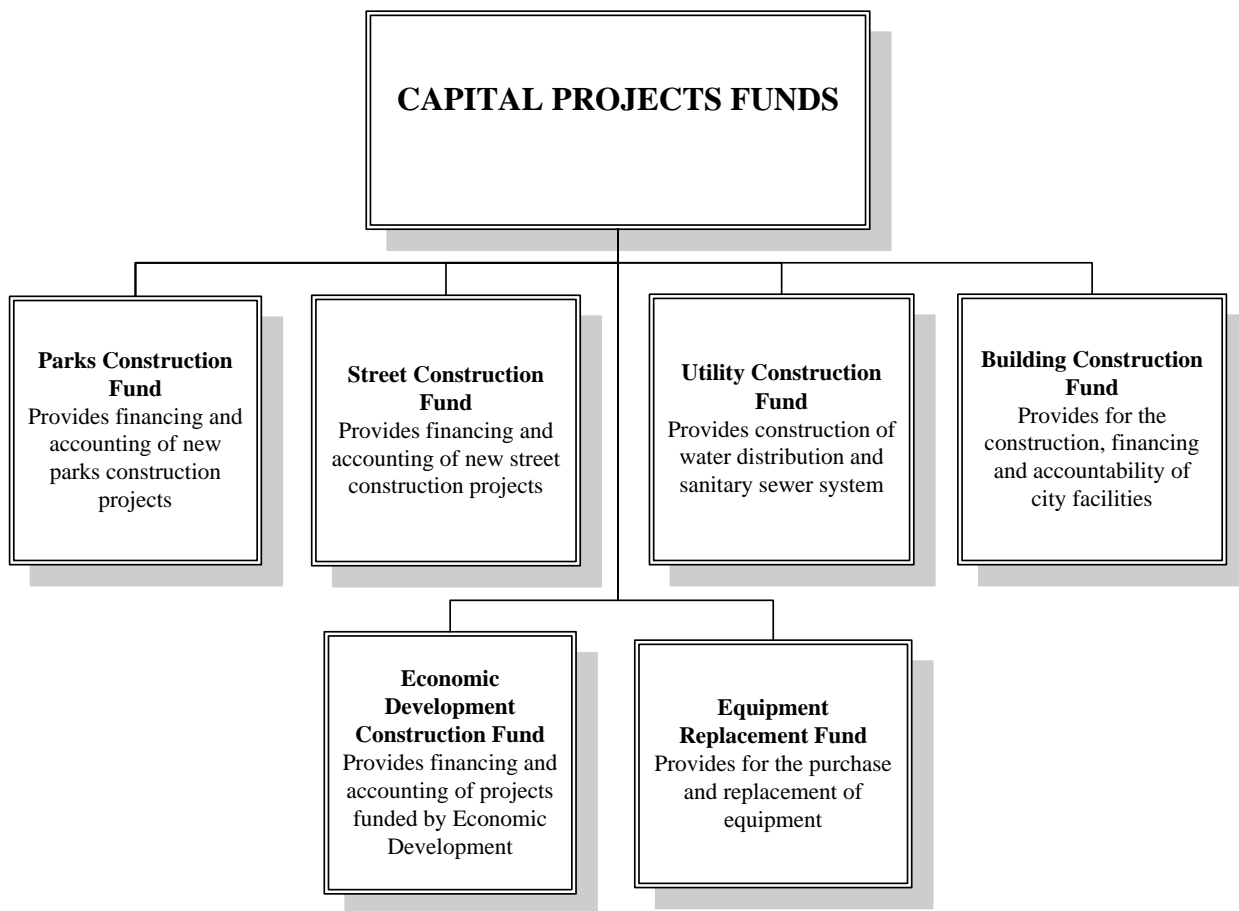 CAPITAL PROJECTS FUNDS
Parks Construction
Fund
Provides financing and
accounting of new
parks construction
projects
Street Construction
Fund
Provides financing and
accounting of new street
construction projects
Utility Construction
Fund
Provides construction of
water distribution and
sanitary sewer system
Building Construction
Fund
Provides for the
construction, financing
and accountability of
city facilities
Economic
Development
Construction Fund
Provides financing and
accounting of projects
funded by Economic
Development
Equipment
Replacement Fund
Provides for the purchase
and replacement of
equipment